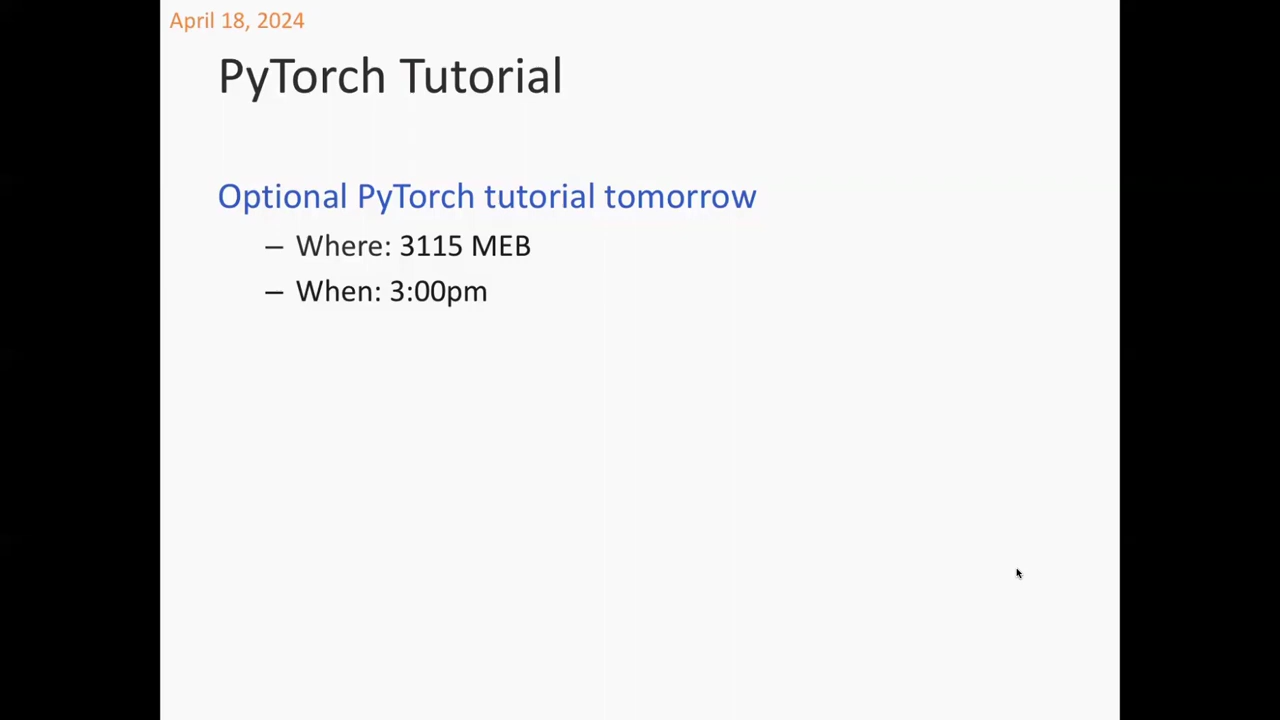 April 18, 2024
PyTorch Tutorial
Optional PyTorch tutorial tomorrow
– Where: 3115 MEB
– When: 3:00pm